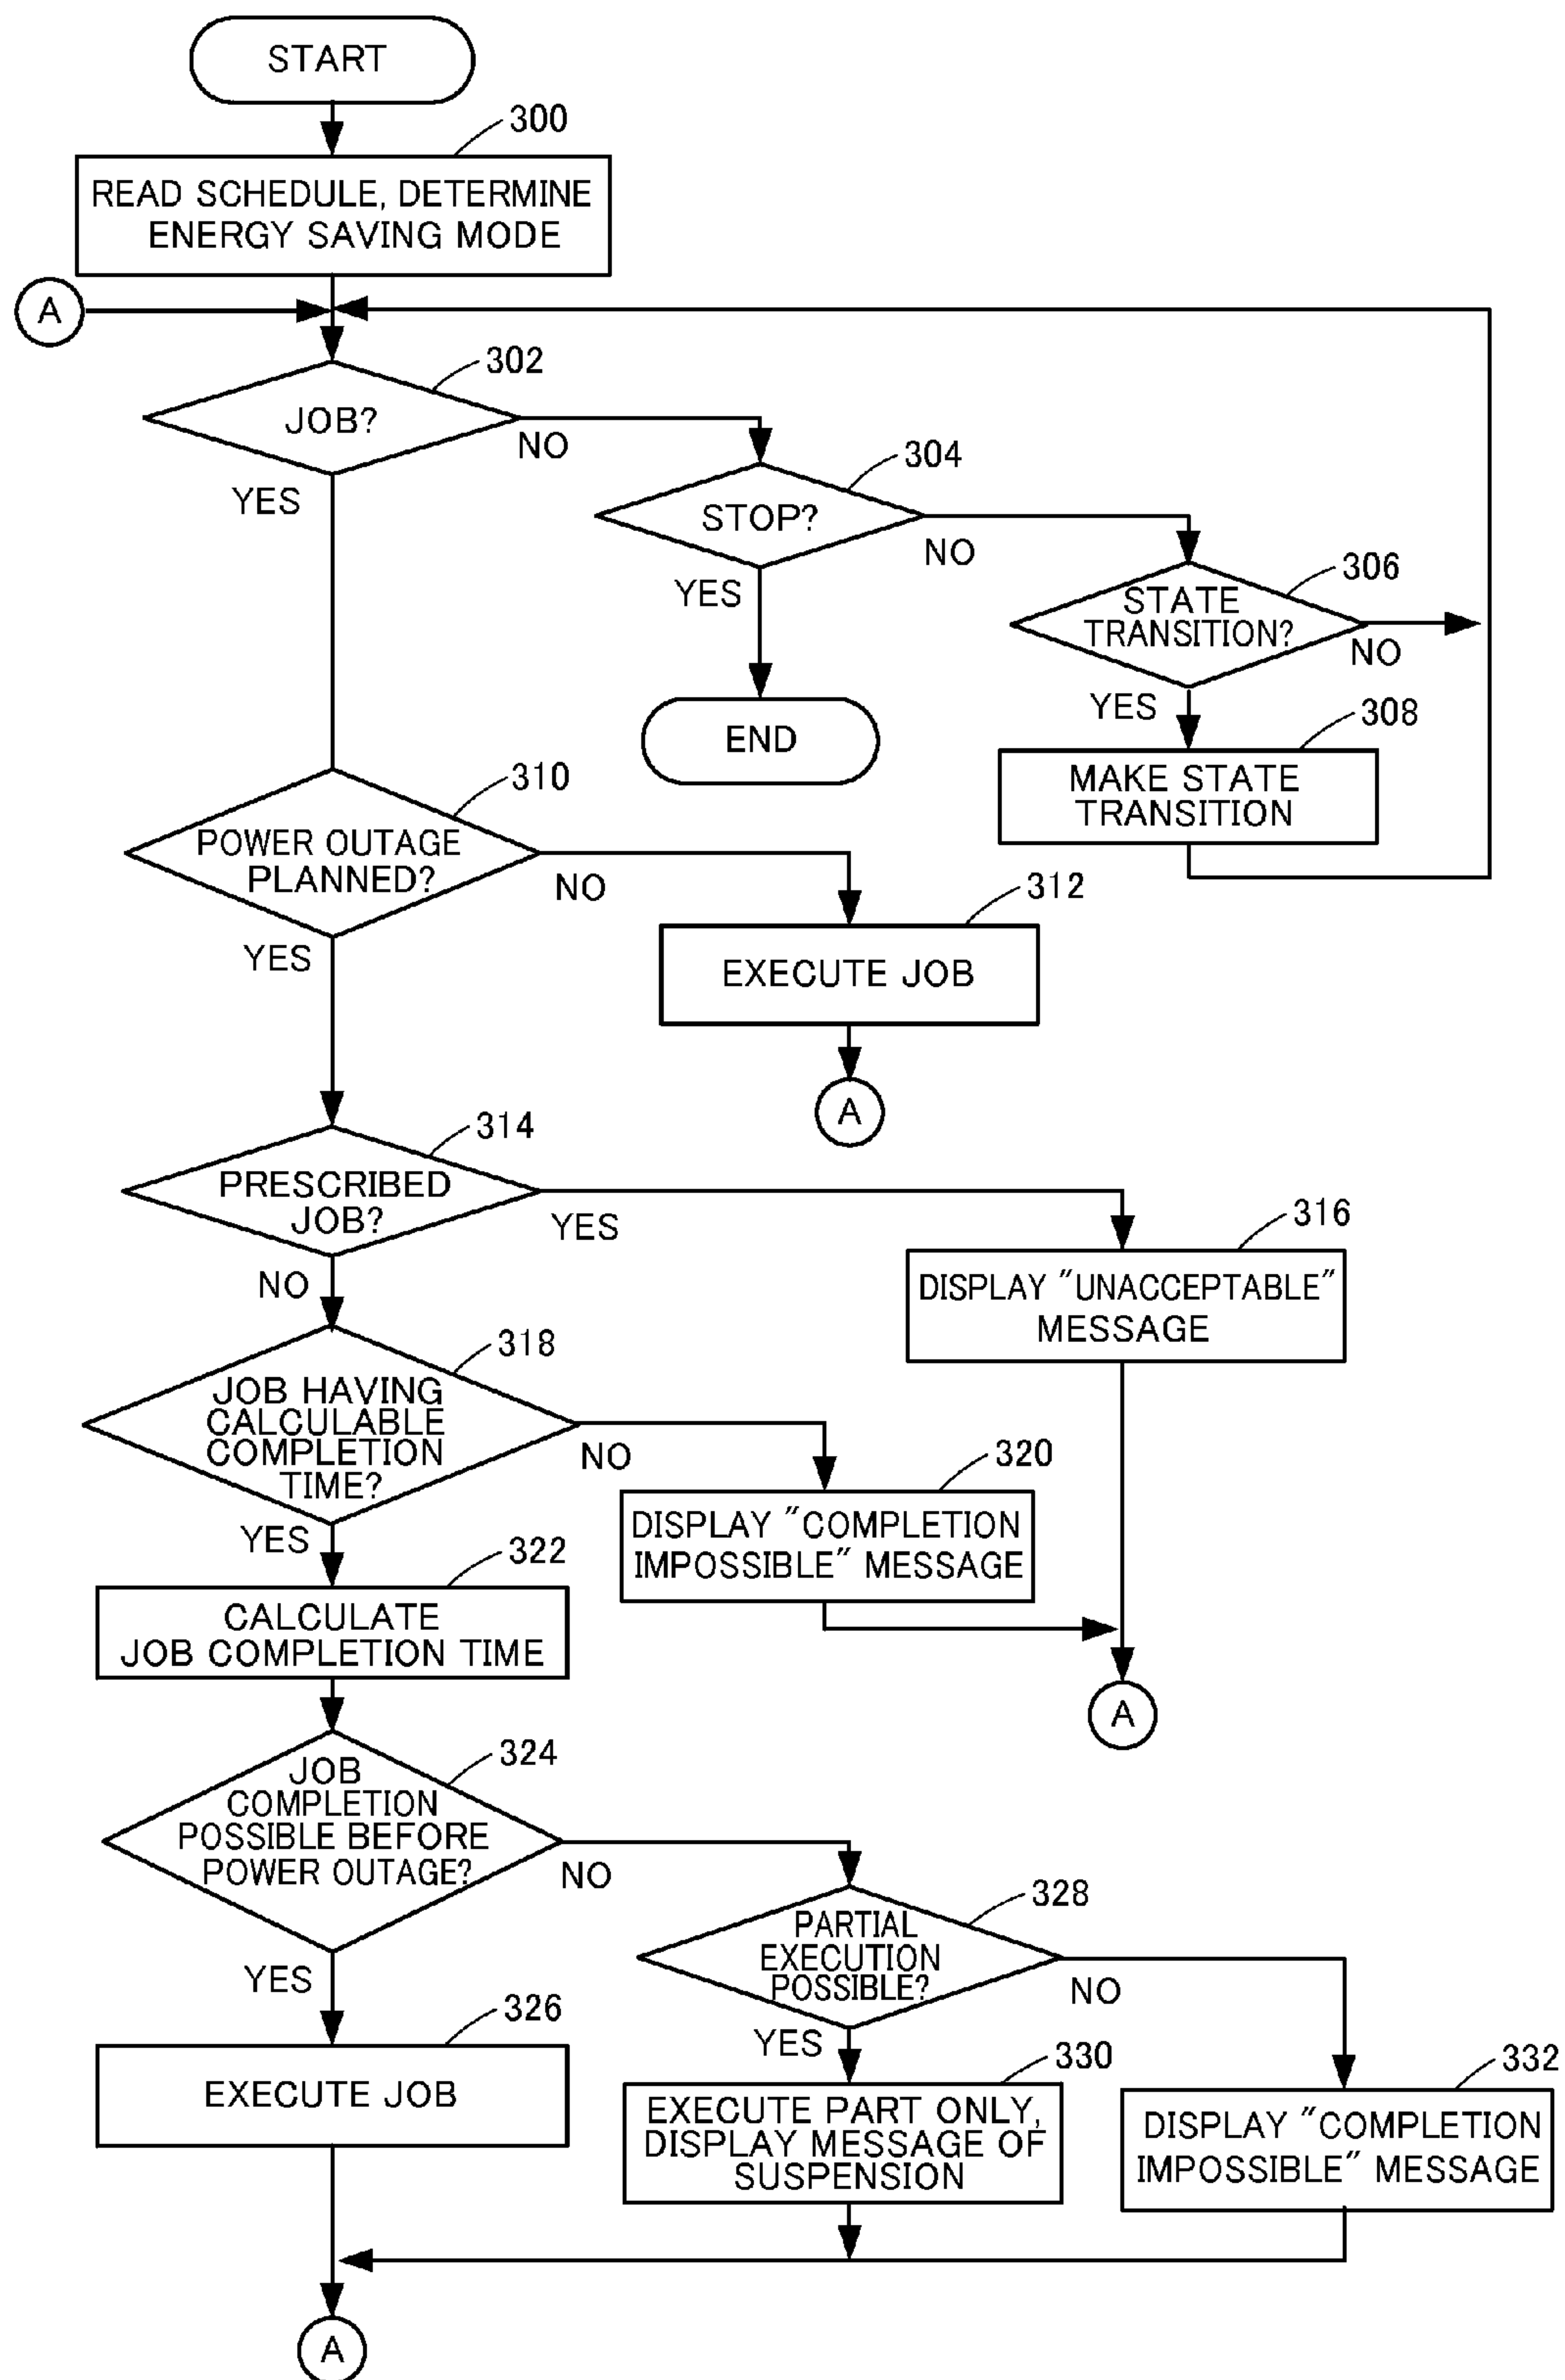 START
300
READ SCHEDULE, DETERMINE
ENERGY SAVING MODE
A
302
JOB?
NO
YES
304
STOP?
NO
YES
306
STATE
TRANSITION?
NO
YES
308
END
MAKE STATE
TRANSITION
310
POWER OUTAGE
PLANNED?
NO
YES
312
EXECUTE JOB
A
314
PRESCRIBED
JOB?
YES
NO
316
DISPLAY "UNACCEPTABLE"
MESSAGE
318
JOB HAVING
CALCULABLE
COMPLETION
TIME?
NO
YES
320
DISPLAY "COMPLETION
IMPOSSIBLE" MESSAGE
322
CALCULATE
JOB COMPLETION TIME
A
324
JOB
COMPLETION
POSSIBLE BEFORE
POWER OUTAGE?
NO
YES
328
PARTIAL
EXECUTION
POSSIBLE?
NO
YES
326
EXECUTE JOB
330
EXECUTE PART ONLY,
DISPLAY MESSAGE OF
SUSPENSION
332
DISPLAY "COMPLETION
IMPOSSIBLE" MESSAGE
A